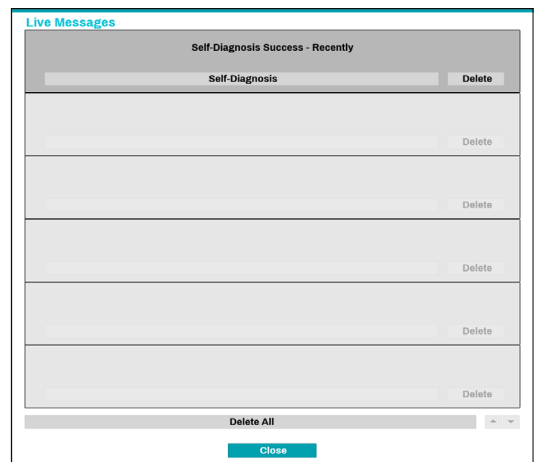 Live Messages
Self-Diagnosis Success - Recently
Self-Diagnosis Delete
Delete
Delete
Delete
Delete
Delete
Delete All
Close